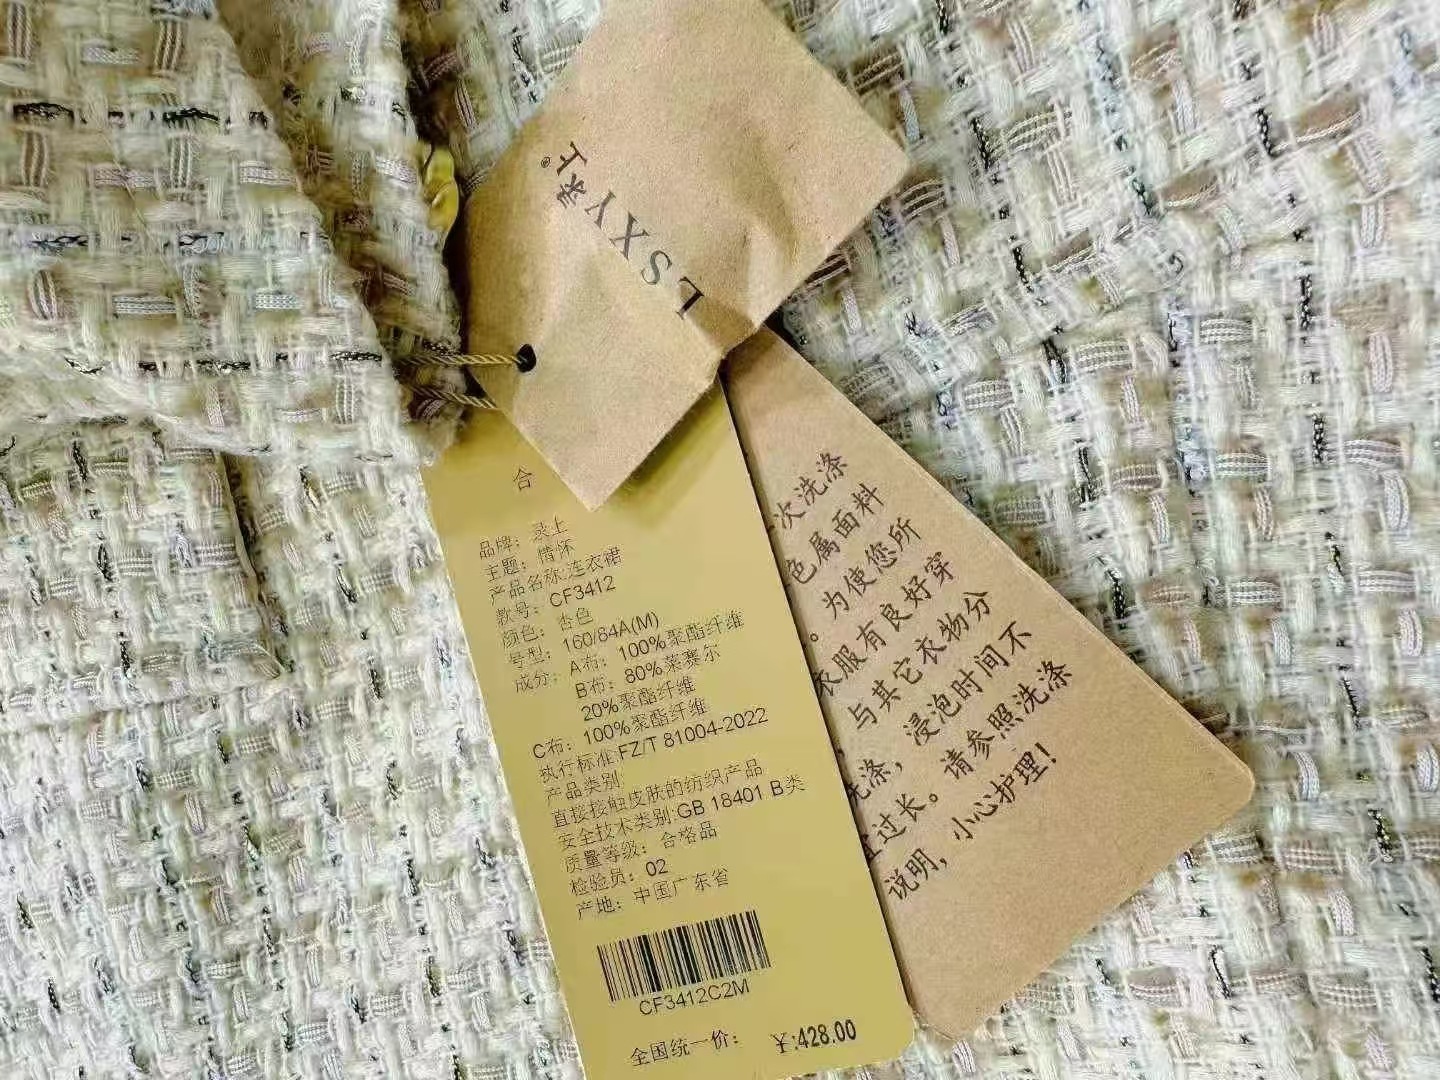 LSXY裘上®
合
品牌：裘上
主题：情怀
产品名称:连衣裙
款号：CF3412
颜色：杏色
号型：160/84A(M)
成分：A布：100%聚酯纤维
B布：80%莱赛尔
20%聚酯纤维
C布：100%聚酯纤维
执行标准:FZ/T 81004-2022
产品类别:
直接接触皮肤的纺织产品
安全技术类别:GB 18401 B类
质量等级：合格品
检验员：02
产地：中国广东省
CF3412C2M
全国统一价：￥:428.00
次洗涤
色属面料
。为使您所
衣服有良好穿
，与其它衣物分
洗涤，浸泡时间不
宜过长。请参照洗涤
说明，小心护理！